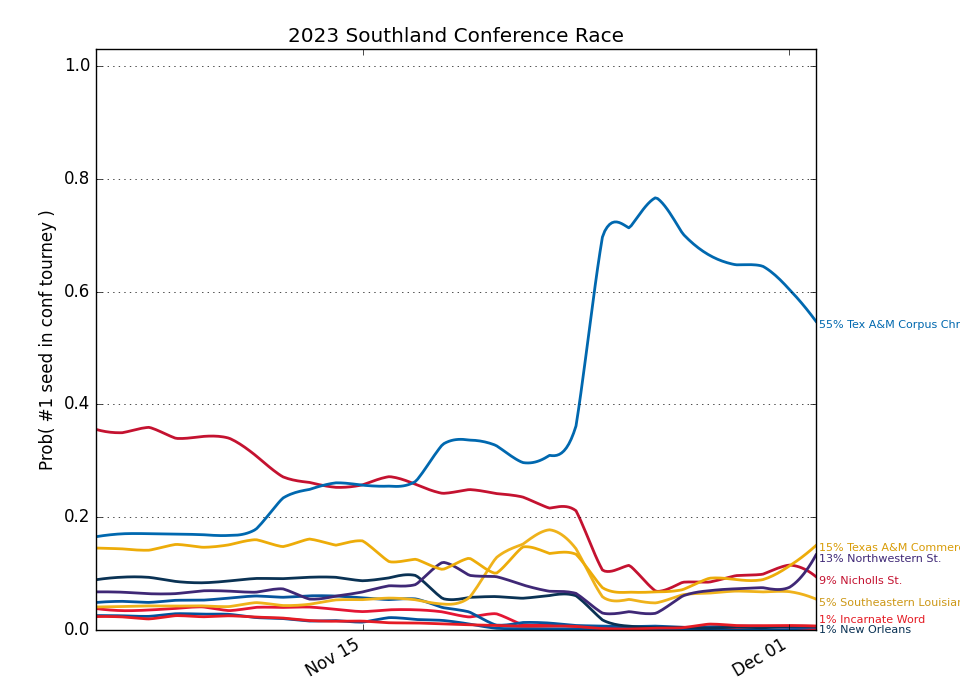 2023 Southland Conference Race
Prob( #1 seed in conf tourney )
1.0
0.8
0.6
0.4
0.2
0.0
Nov 15
Dec 01
55% Tex A&M Corpus Chr
15% Texas A&M Commerc
13% Northwestern St.
9% Nicholls St.
5% Southeastern Louisian
1% Incarnate Word
1% New Orleans